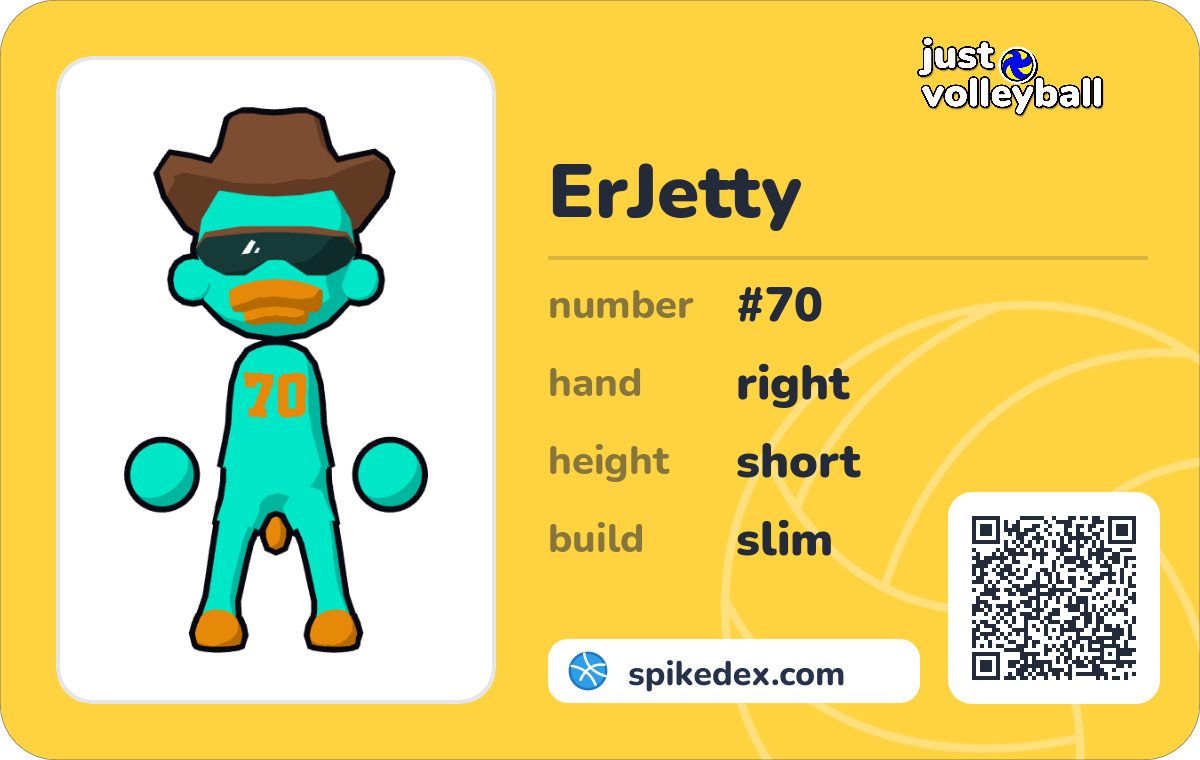 just
volleyball
ErJetty
number #70
hand right
height short
build slim
70
spikedex.com